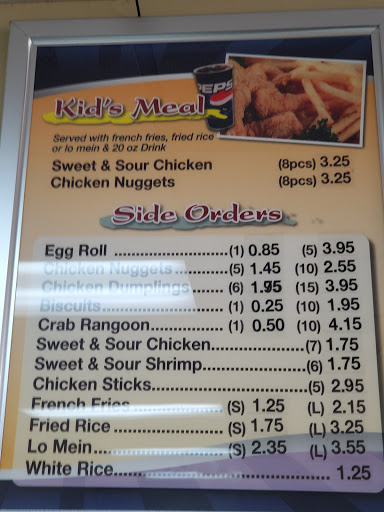 PEPSI
Kid's Meal
Served with french fries, fried rice
or lo mein & 20 oz Drink
Sweet & Sour Chicken (8pcs) 3.25
Chicken Nuggets (8pcs) 3.25
Side Orders
Egg Roll ..........................(1) 0.85 (5) 3.95
Chicken Nuggets............(5) 1.45 (10) 2.55
Chicken Dumplings.......(6) 1.95 (15) 3.95
Biscuits...........................(1) 0.25 (10) 1.95
Crab Rangoon................(1) 0.50 (10) 4.15
Sweet & Sour Chicken.......................(7) 1.75
Sweet & Sour Shrimp.........................(6) 1.75
Chicken Sticks....................................(5) 2.95
French Fries....................(S) 1.25 (L) 2.15
Fried Rice........................(S) 1.75 (L) 3.25
Lo Mein............................(S) 2.35 (L) 3.55
White Rice.................................................. 1.25